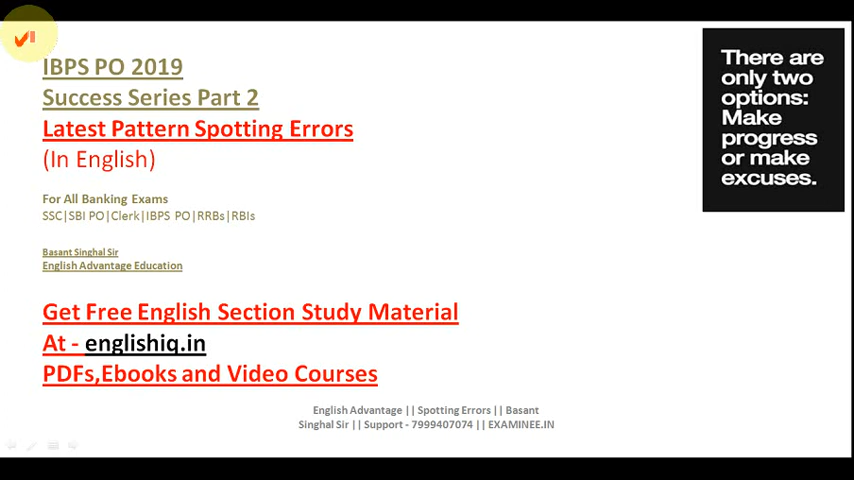 IBPS PO 2019
Success Series Part 2
Latest Pattern Spotting Errors
(In English)
For All Banking Exams
SSC|SBI PO|Clerk|IBPS PO|RRBs|RBIs
Basant Singhal Sir
English Advantage Education
Get Free English Section Study Material
At - englishiq.in
PDFs,Ebooks and Video Courses
English Advantage || Spotting Errors || Basant
Singhal Sir || Support - 7999407074 || EXAMINEE.IN
There are
only two
options:
Make
progress
or make
excuses.